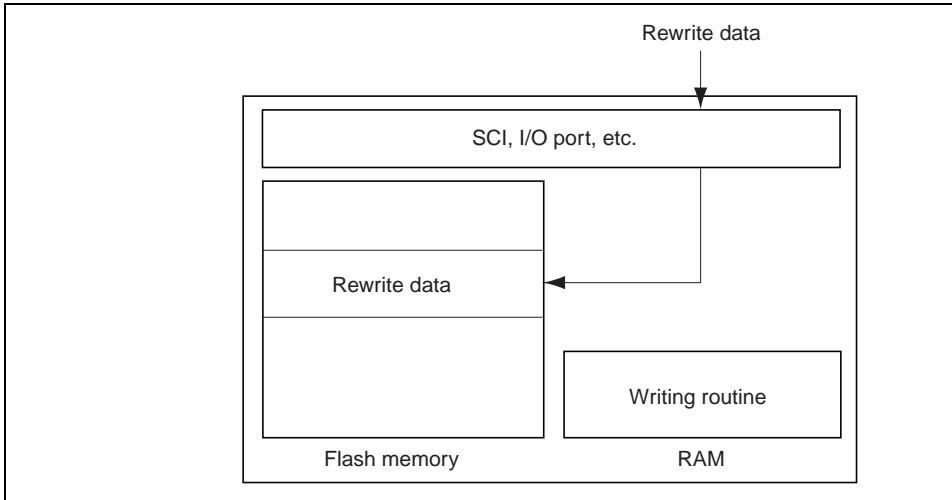 Rewrite data
SCI, I/O port, etc.
Rewrite data
Writing routine
Flash memory
RAM